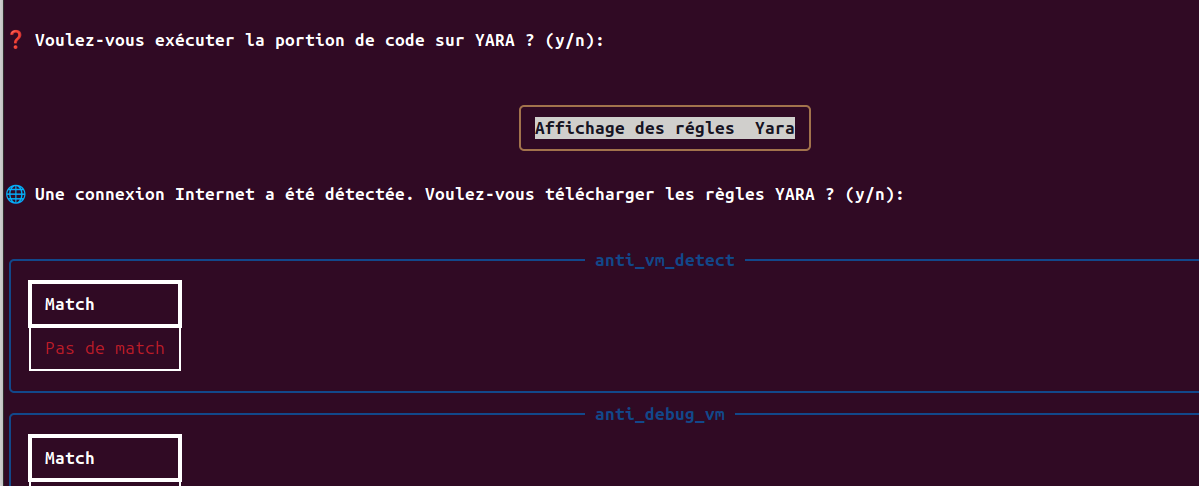 ❓ Voulez-vous exécuter la portion de code sur YARA ? (y/n):
Affichage des régles  Yara
🌐 Une connexion Internet a été détectée. Voulez-vous télécharger les règles YARA ? (y/n):
anti_vm_detect
Match
Pas de match
anti_debug_vm
Match